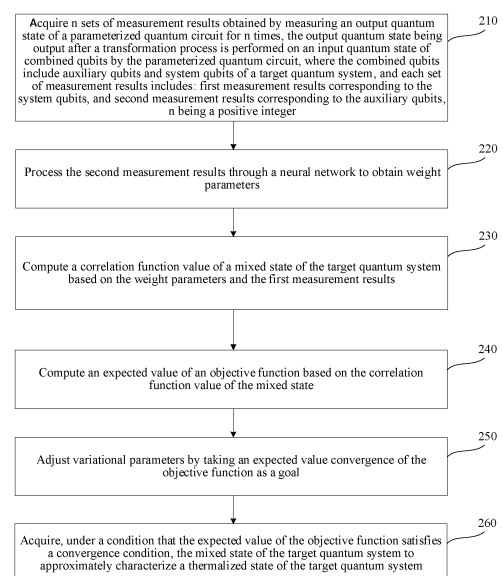 Acquire n sets of measurement results obtained by measuring an output quantum
state of a parameterized quantum circuit for n times, the output quantum state being
output after a transformation process is performed on an input quantum state of
combined qubits by the parameterized quantum circuit, where the combined qubits
include auxiliary qubits and system qubits of a target quantum system, and each set
of measurement results includes: first measurement results corresponding to the
system qubits, and second measurement results corresponding to the auxiliary qubits,
n being a positive integer
210
Process the second measurement results through a neural network to obtain weight
parameters
220
Compute a correlation function value of a mixed state of the target quantum system
based on the weight parameters and the first measurement results
230
Compute an expected value of an objective function based on the correlation
function value of the mixed state
240
Adjust variational parameters by taking an expected value convergence of the
objective function as a goal
250
Acquire, under a condition that the expected value of the objective function satisfies
a convergence condition, the mixed state of the target quantum system to
approximately characterize a thermalized state of the target quantum system
260